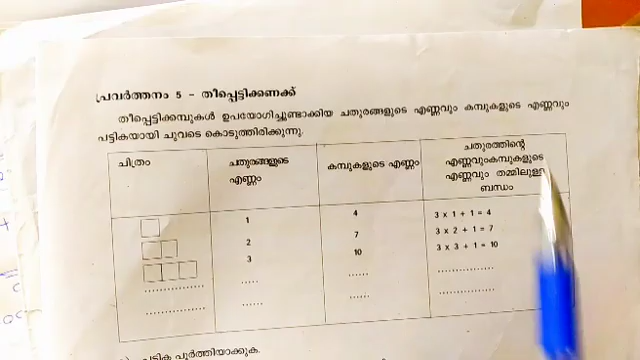 പ്രവർത്തനം 5 – തീപ്പെട്ടിക്കണക്ക്
തീപ്പെട്ടിക്കമ്പുകൾ ഉപയോഗിച്ചുണ്ടാക്കിയ ചതുരങ്ങളുടെ എണ്ണവും കമ്പുകളുടെ എണ്ണവും
പട്ടികയായി ചുവടെ കൊടുത്തിരിക്കുന്നു.
ചിത്രം
ചതുരങ്ങളുടെ
എണ്ണം
കമ്പുകളുടെ എണ്ണം
ചതുരത്തിന്റെ
എണ്ണവുംകമ്പുകളുടെ
എണ്ണവും തമ്മിലുള്ള
ബന്ധം
1 4 3 x 1 + 1 = 4
2 7 3 x 2 + 1 = 7
3 10 3 x 3 + 1 = 10
..................... ..... ...... .....................
..................... ...... ...... .....................
പട്ടിക പൂർത്തിയാക്കുക.